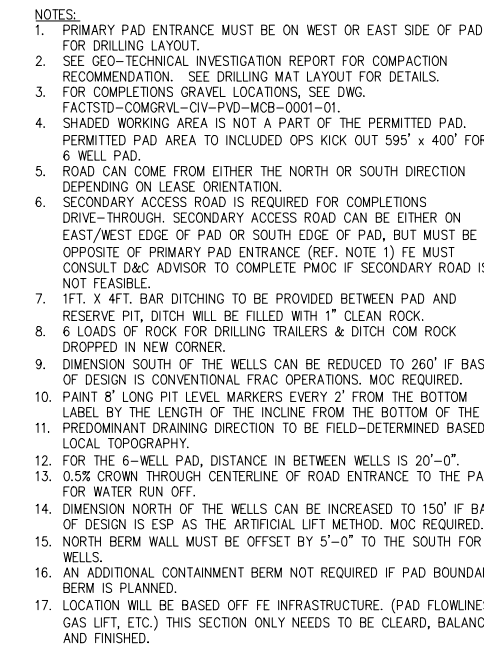 NOTES:
1. PRIMARY PAD ENTRANCE MUST BE ON WEST OR EAST SIDE OF PAD
FOR DRILLING LAYOUT.
2. SEE GEO-TECHNICAL INVESTIGATION REPORT FOR COMPACTION
RECOMMENDATION. SEE DRILLING MAT LAYOUT FOR DETAILS.
3. FOR COMPLETIONS GRAVEL LOCATIONS, SEE DWG.
FACTSTD-COMGRVL-CIV-PVD-MCB-0001-01.
4. SHADED WORKING AREA IS NOT A PART OF THE PERMITTED PAD.
PERMITTED PAD AREA TO INCLUDED OPS KICK OUT 595' x 400' FOR
6 WELL PAD.
5. ROAD CAN COME FROM EITHER THE NORTH OR SOUTH DIRECTION
DEPENDING ON LEASE ORIENTATION.
6. SECONDARY ACCESS ROAD IS REQUIRED FOR COMPLETIONS
DRIVE-THROUGH. SECONDARY ACCESS ROAD CAN BE EITHER ON
EAST/WEST EDGE OF PAD OR SOUTH EDGE OF PAD, BUT MUST BE
OPPOSITE OF PRIMARY PAD ENTRANCE (REF. NOTE 1) FE MUST
CONSULT D&C ADVISOR TO COMPLETE PMOC IF SECONDARY ROAD IS
NOT FEASIBLE.
7. 1FT. X 4FT. BAR DITCHING TO BE PROVIDED BETWEEN PAD AND
RESERVE PIT, DITCH WILL BE FILLED WITH 1" CLEAN ROCK.
8. 6 LOADS OF ROCK FOR DRILLING TRAILERS & DITCH COM ROCK
DROPPED IN NEW CORNER.
9. DIMENSION SOUTH OF THE WELLS CAN BE REDUCED TO 260' IF BAS
OF DESIGN IS CONVENTIONAL FRAC OPERATIONS. MOC REQUIRED.
10. PAINT 8' LONG PIT LEVEL MARKERS EVERY 2' FROM THE BOTTOM
LABEL BY THE LENGTH OF THE INCLINE FROM THE BOTTOM OF THE
11. PREDOMINANT DRAINING DIRECTION TO BE FIELD-DETERMINED BASED
LOCAL TOPOGRAPHY.
12. FOR THE 6-WELL PAD, DISTANCE IN BETWEEN WELLS IS 20'-0".
13. 0.5% CROWN THROUGH CENTERLINE OF ROAD ENTRANCE TO THE PA
FOR WATER RUN OFF.
14. DIMENSION NORTH OF THE WELLS CAN BE INCREASED TO 150' IF BA
OF DESIGN IS ESP AS THE ARTIFICIAL LIFT METHOD. MOC REQUIRED.
15. NORTH BERM WALL MUST BE OFFSET BY 5'-0" TO THE SOUTH FOR
WELLS.
16. AN ADDITIONAL CONTAINMENT BERM NOT REQUIRED IF PAD BOUNDA
BERM IS PLANNED.
17. LOCATION WILL BE BASED OFF FE INFRASTRUCTURE. (PAD FLOWLINE
GAS LIFT, ETC.) THIS SECTION ONLY NEEDS TO BE CLEARD, BALANC
AND FINISHED.